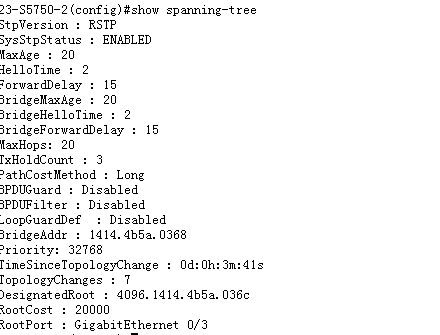 23-S5750-2(config)#show spanning-tree
StpVersion : RSTP
SysStpStatus : ENABLED
MaxAge : 20
HelloTime : 2
ForwardDelay : 15
BridgeMaxAge : 20
BridgeHelloTime : 2
BridgeForwardDelay : 15
MaxHops: 20
TxHoldCount : 3
PathCostMethod : Long
BPDUGuard : Disabled
BPDUFilter : Disabled
LoopGuardDef  : Disabled
BridgeAddr : 1414.4b5a.0368
Priority: 32768
TimeSinceTopologyChange : 0d:0h:3m:41s
TopologyChanges : 7
DesignatedRoot : 4096.1414.4b5a.036c
RootCost : 20000
RootPort : GigabitEthernet 0/3